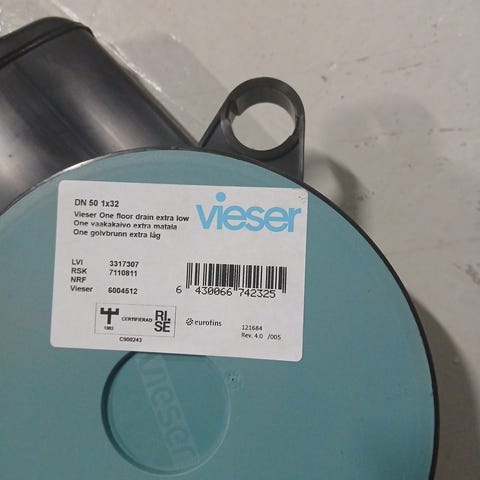 DN 50 1x32
vieser
Vieser One floor drain extra low
One vaakakaivo extra matala
One golvbrunn extra låg
LVI 3317307
RSK 7110811
NRF
Vieser 6004512
6 430066 742325
1002 CERTIFIERAD RI. SE
eurofins
C900243
121684
Rev. 4.0 /005
vieser